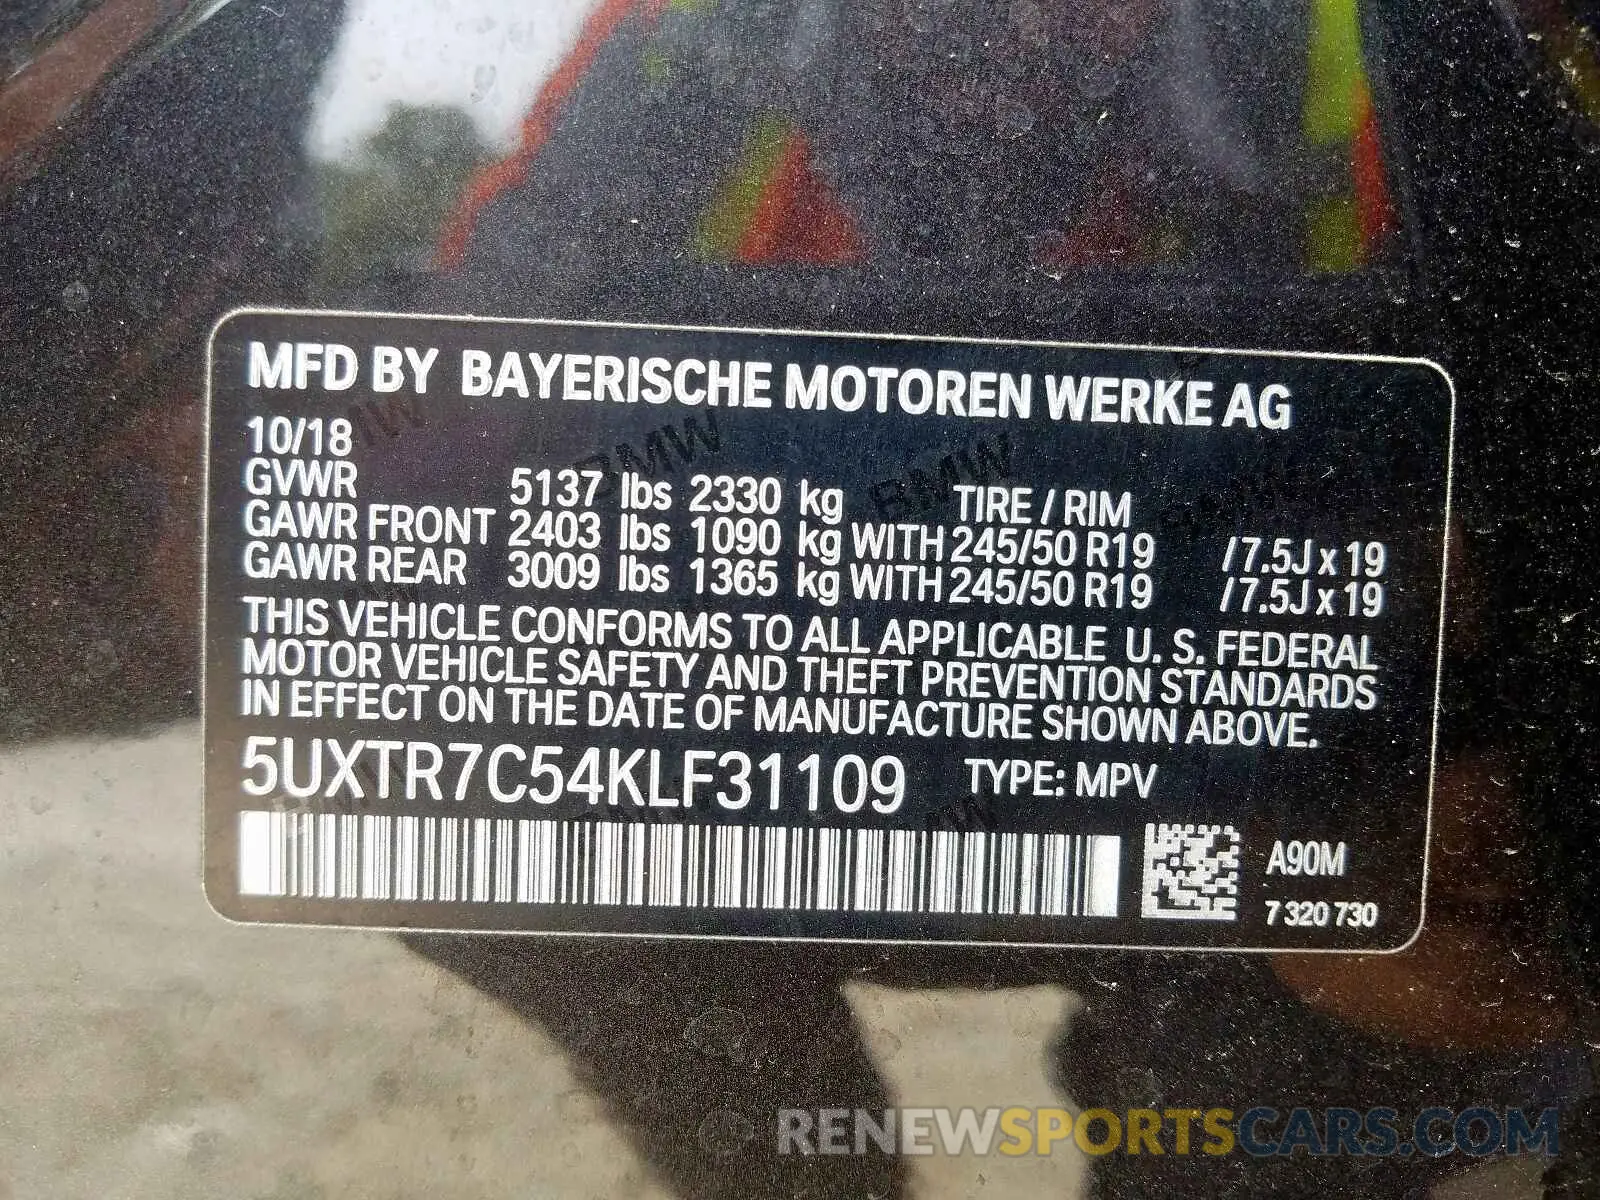 MFD BY BAYERISCHE MOTOREN WERKE AG
10/18
GVWR 5137 lbs 2330 kg TIRE / RIM
GAWR FRONT 2403 lbs 1090 kg WITH 245/50 R19 /7.5J x 19
GAWR REAR 3009 lbs 1365 kg WITH 245/50 R19 /7.5J x 19
THIS VEHICLE CONFORMS TO ALL APPLICABLE U. S. FEDERAL
MOTOR VEHICLE SAFETY AND THEFT PREVENTION STANDARDS
IN EFFECT ON THE DATE OF MANUFACTURE SHOWN ABOVE.
5UXTR7C54KLF31109 TYPE: MPV
A90M
7 320 730
RENEWSPORTSCARS.COM